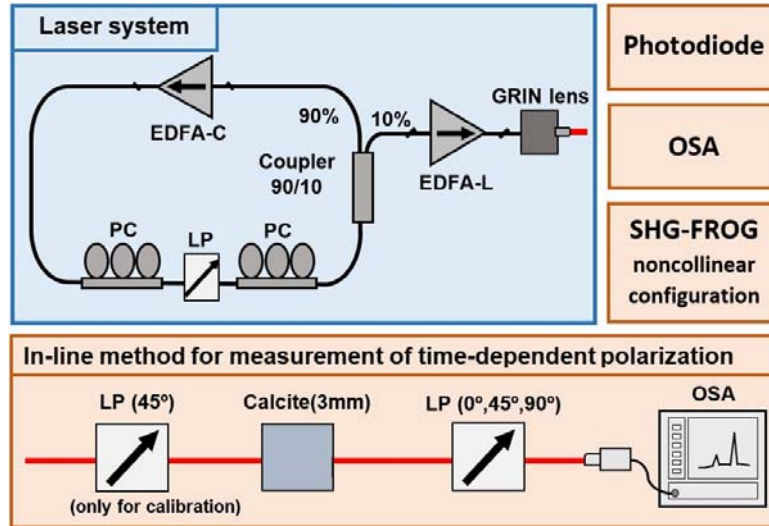 Laser system
EDFA-C
90%
10%
GRIN lens
Coupler
90/10
EDFA-L
PC
LP
PC
Photodiode
OSA
SHG-FROG
noncollinear
configuration
In-line method for measurement of time-dependent polarization
LP (45º)
Calcite(3mm)
LP (0º,45º,90º)
OSA
(only for calibration)